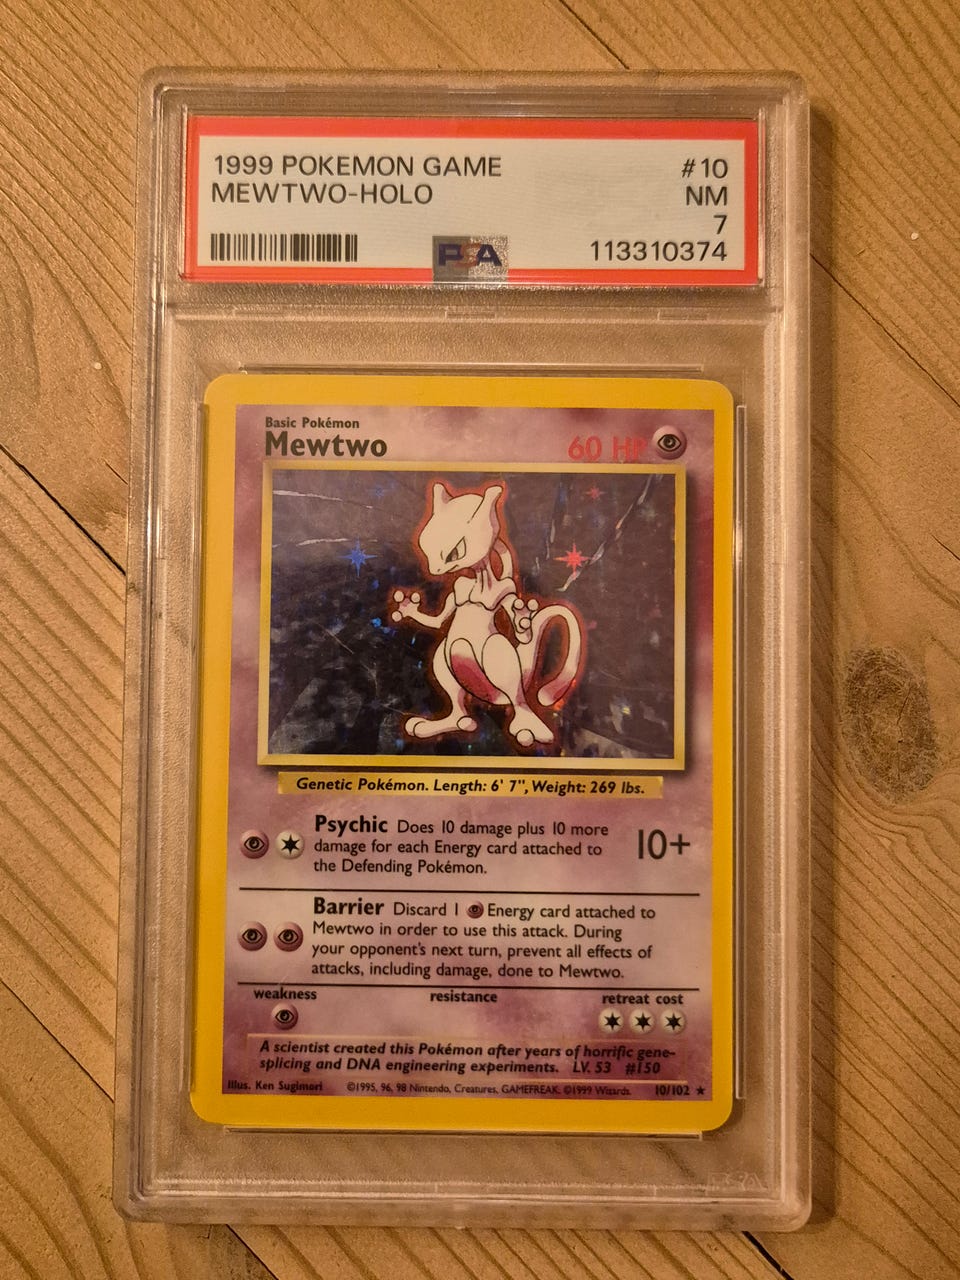 1999 POKEMON GAME #10
MEWTWO-HOLO NM
7
PSA 113310374
Basic Pokémon
Mewtwo 60 HP
Genetic Pokémon. Length: 6' 7", Weight: 269 lbs.
Psychic Does 10 damage plus 10 more
damage for each Energy card attached to
the Defending Pokémon.
10+
Barrier Discard 1 Energy card attached to
Mewtwo in order to use this attack. During
your opponent's next turn, prevent all effects of
attacks, including damage, done to Mewtwo.
weakness resistance retreat cost
A scientist created this Pokémon after years of horrific gene-
splicing and DNA engineering experiments. LV. 53 #150
Illus. Ken Sugimori ©1995, 96, 98 Nintendo, Creatures, GAMEFREAK. ©1999 Wizards. 10/102 ★
PSA